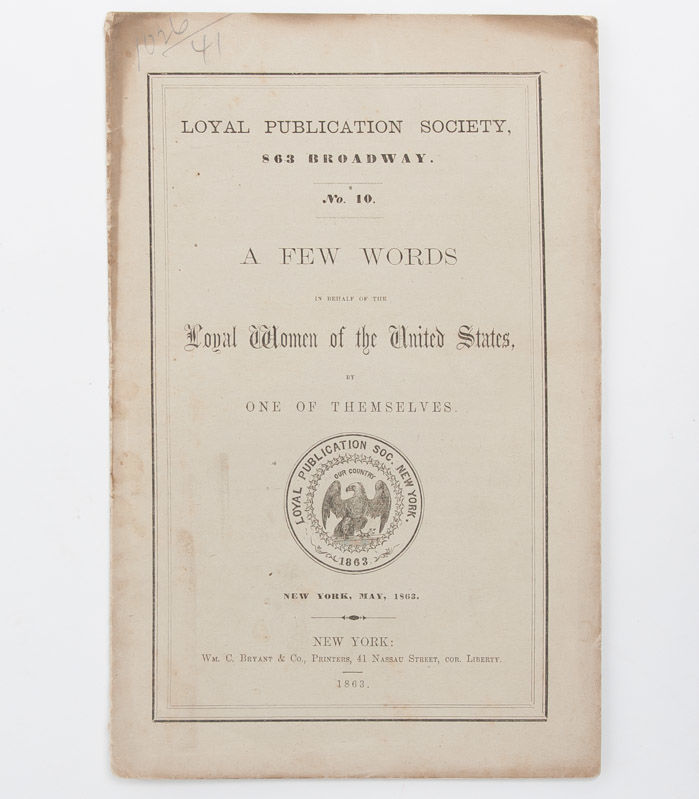 1026
41
LOYAL PUBLICATION SOCIETY,
863 BROADWAY.
No. 10.
A FEW WORDS
IN BEHALF OF THE
Loyal Women of the United States,
BY
ONE OF THEMSELVES.
LOYAL PUBLICATION SOC. NEW YORK.
OUR COUNTRY
1863
NEW YORK, MAY, 1863.
NEW YORK:
WM. C. BRYANT & CO., PRINTERS, 41 NASSAU STREET, COR. LIBERTY.
1863.